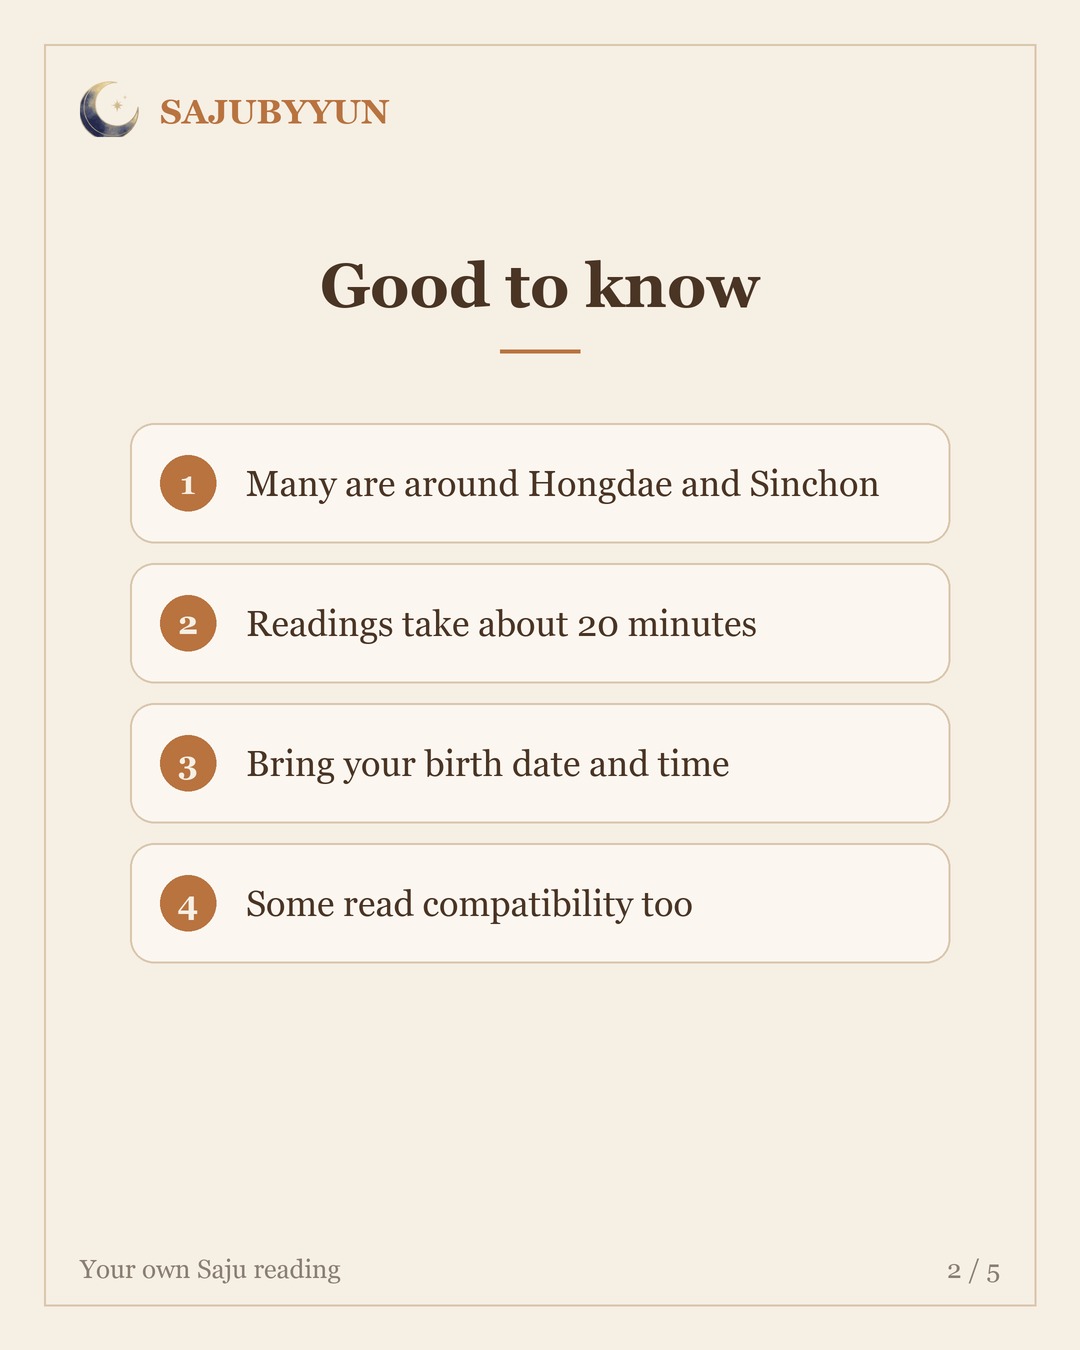 SAJUBYYUN
Good to know
1 Many are around Hongdae and Sinchon
2 Readings take about 20 minutes
3 Bring your birth date and time
4 Some read compatibility too
Your own Saju reading
2 / 5